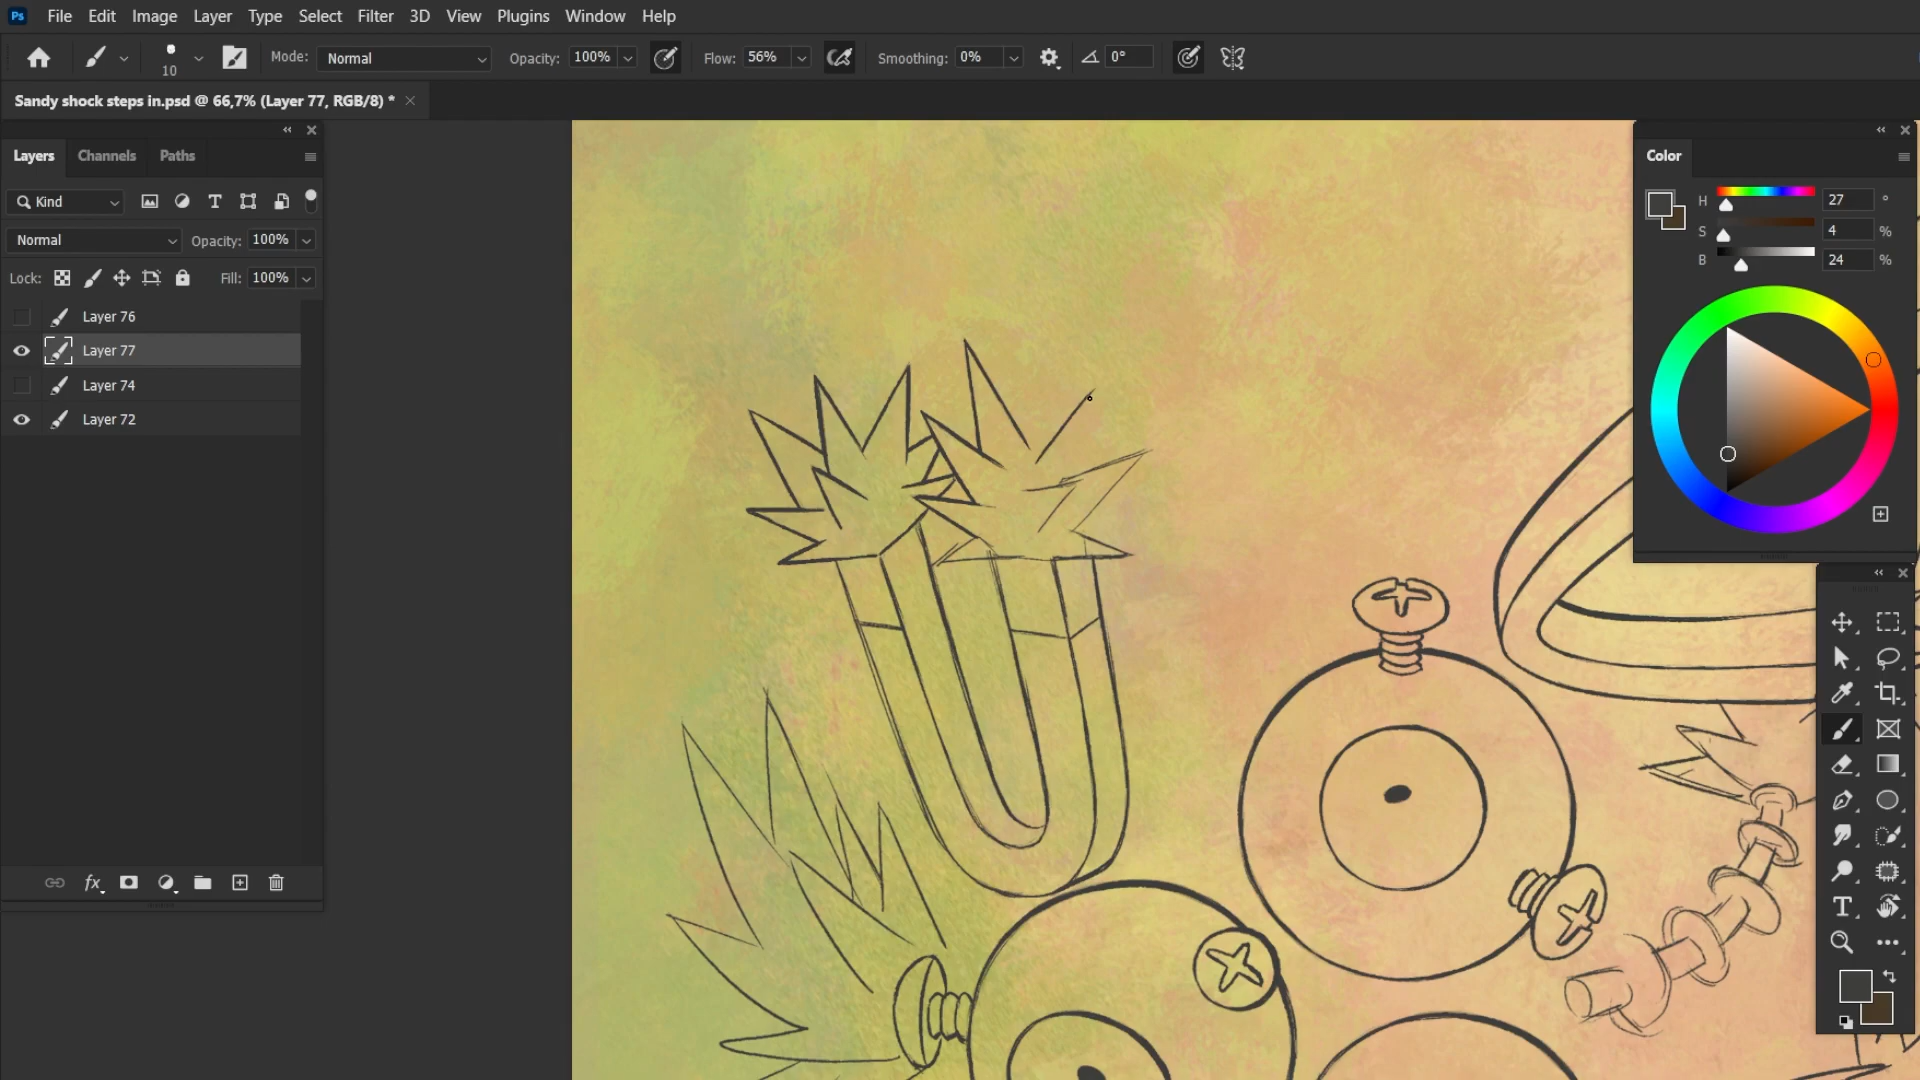 Ps File Edit Image Layer Type Select Filter 3D View Plugins Window Help
10 Mode: Normal Opacity: 100% Flow: 56% Smoothing: 0% 0°
Sandy shock steps in.psd @ 66,7% (Layer 77, RGB/8) *
Layers Channels Paths
Kind
Normal Opacity: 100%
Lock: Fill: 100%
Layer 76
Layer 77
Layer 74
Layer 72
fx
Color
H 27 °
S 4 %
B 24 %